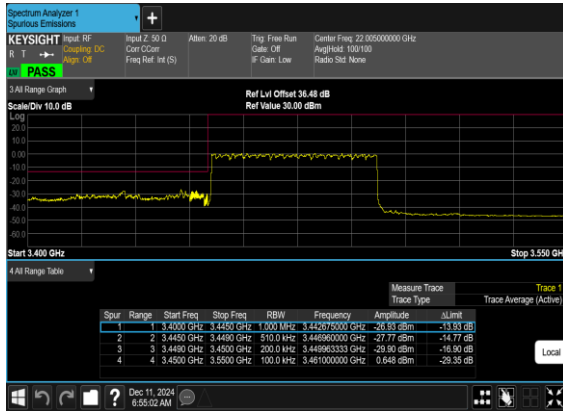 Spectrum Analyzer 1
Spurious Emissions
KEYSIGHT Input: RF Input Z: 50 Ω Atten: 20 dB Trig: Free Run Center Freq: 22.005000000 GHz
R T Coupling: DC Corr CCorr Gate: Off Avg|Hold: 100/100
Align: Off Freq Ref: Int (S) IF Gain: Low Radio Std: None
PASS
3 All Range Graph
Ref Lvl Offset 36.48 dB
Scale/Div 10.0 dB Ref Value 30.00 dBm
Log
20.0
10.0
0.00
-10.0
-20.0
-30.0
-40.0
-50.0
-60.0
Start 3.400 GHz Stop 3.550 GH
4 All Range Table
Measure Trace Trace 1
Trace Type Trace Average (Active)
Spur Range Start Freq Stop Freq RBW Frequency Amplitude ΔLimit
1 1 3.4000 GHz 3.4450 GHz 1.000 MHz 3.442675000 GHz -26.93 dBm -13.93 dB
2 2 3.4450 GHz 3.4490 GHz 510.0 kHz 3.446960000 GHz -27.77 dBm -14.77 dB
3 3 3.4490 GHz 3.4500 GHz 200.0 kHz 3.449963333 GHz -29.90 dBm -16.90 dB
4 4 3.4500 GHz 3.5500 GHz 100.0 kHz 3.461000000 GHz 0.648 dBm -29.35 dB
Local
? Dec 11, 2024
6:55:02 AM